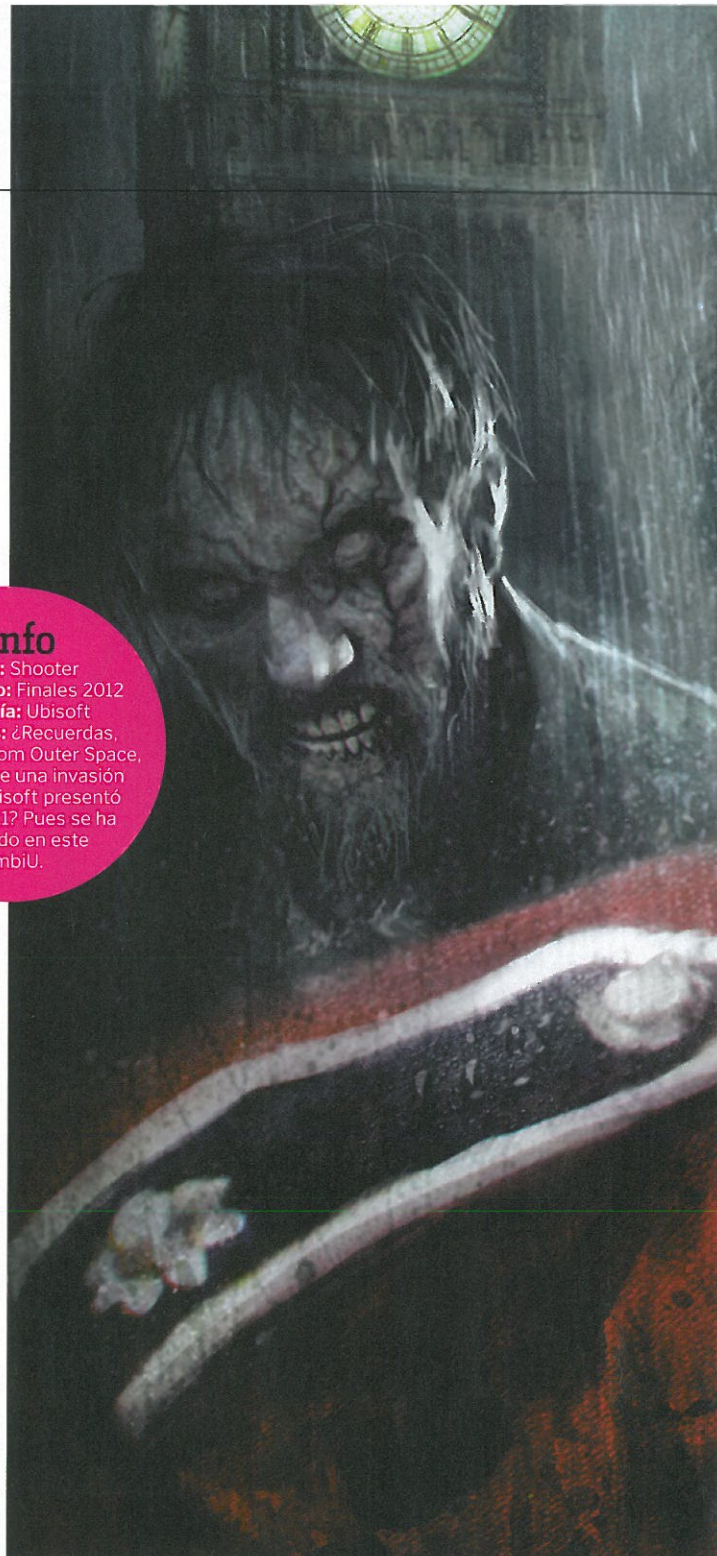 nfo
: Shooter
o: Finales 2012
ía: Ubisoft
: ¿Recuerdas,
om Outer Space,
e una invasión
isoft presentó
1? Pues se ha
do en este
mbiU.